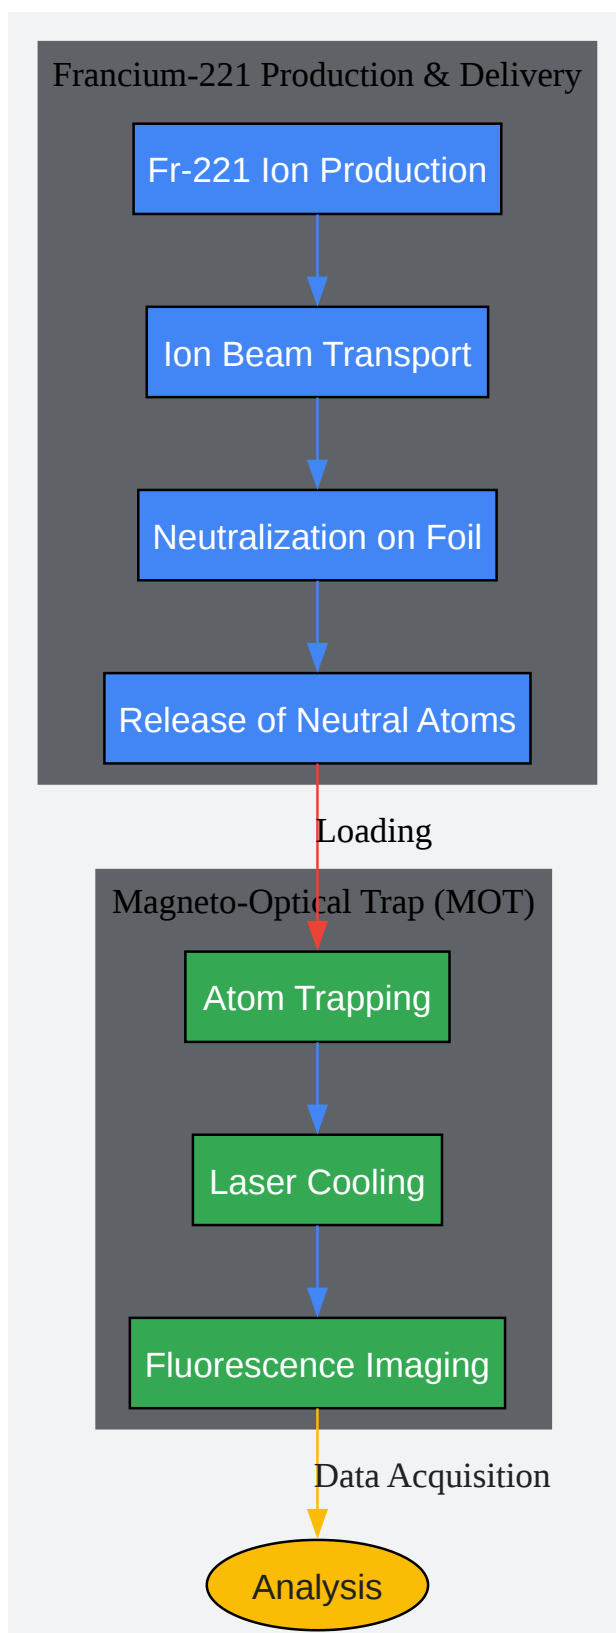 Francium-221 Production & Delivery
Fr-221 Ion Production
Ion Beam Transport
Neutralization on Foil
Release of Neutral Atoms
Loading
Magneto-Optical Trap (MOT)
Atom Trapping
Laser Cooling
Fluorescence Imaging
Data Acquisition
Analysis